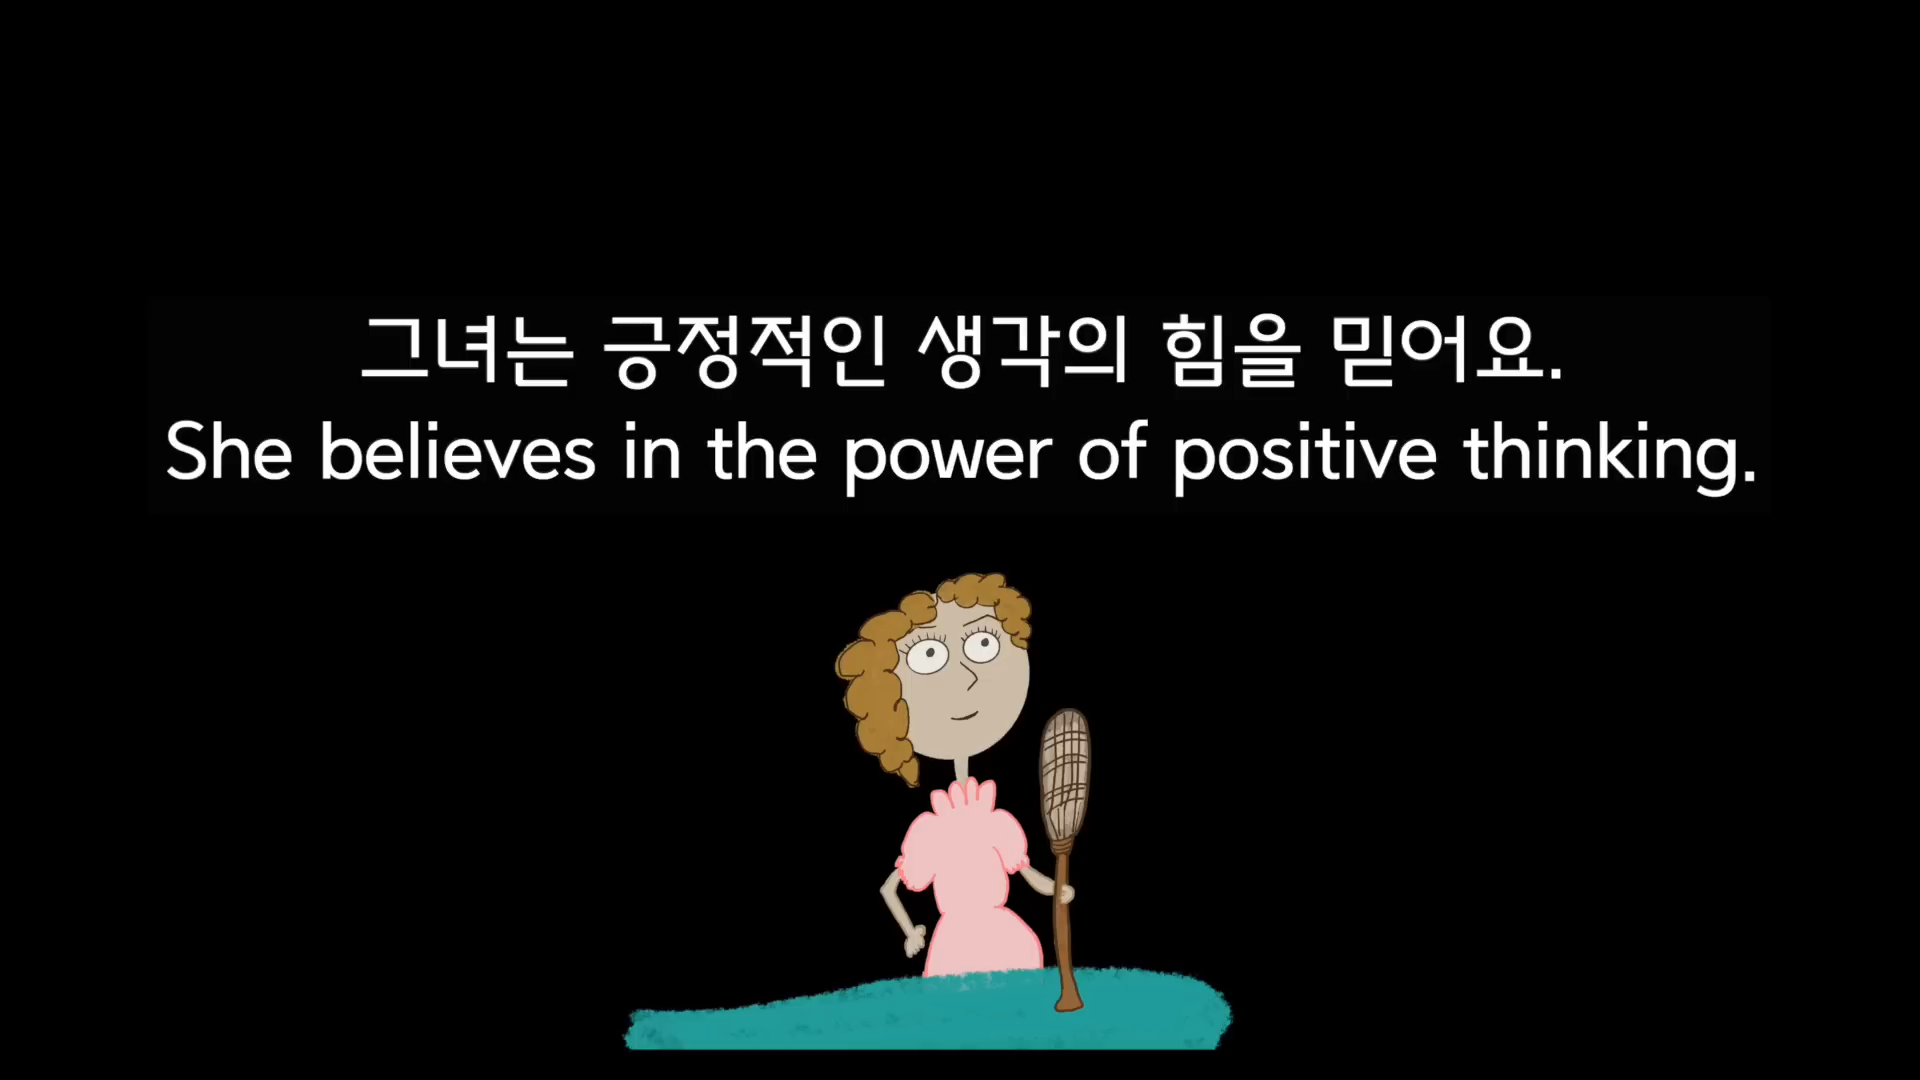 그녀는 긍정적인 생각의 힘을 믿어요.
She believes in the power of positive thinking.